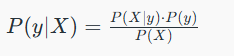 P(y|X) = P(X|y)·P(y) / P(X)